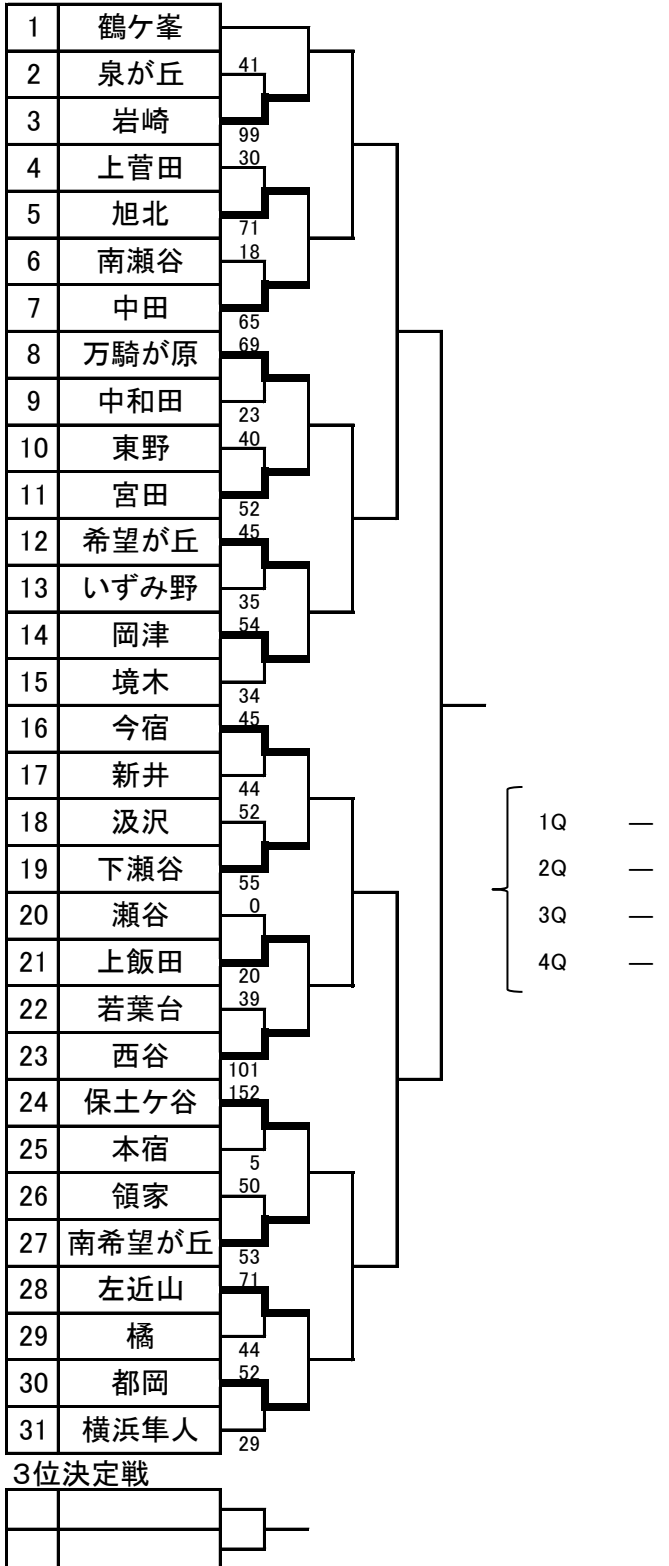 1 鶴ケ峯
2 泉が丘 41
3 岩崎 99
4 上菅田 30
5 旭北 71
6 南瀬谷 18
7 中田 65
8 万騎が原 69
9 中和田 23
10 東野 40
11 宮田 52
12 希望が丘 45
13 いずみ野 35
14 岡津 54
15 境木 34
16 今宿 45
17 新井 44
18 汲沢 52
19 下瀬谷 55
20 瀬谷 0
21 上飯田 20
22 若葉台 39
23 西谷 101
24 保土ケ谷 152
25 本宿 5
26 領家 50
27 南希望が丘 53
28 左近山 71
29 橘 44
30 都岡 52
31 横浜隼人 29
1Q —
2Q —
3Q —
4Q —
3位決定戦